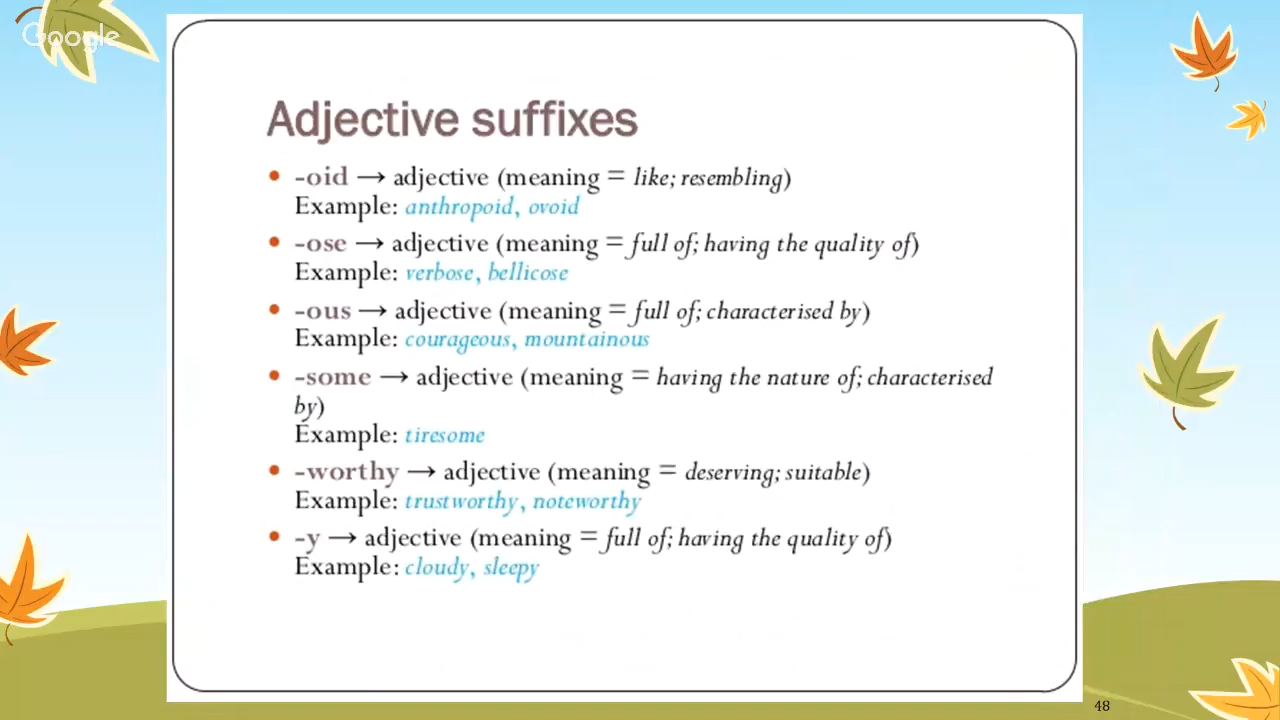 Google
Adjective suffixes
• -oid → adjective (meaning = like; resembling)
Example: anthropoid, ovoid
• -ose → adjective (meaning = full of; having the quality of)
Example: verbose, bellicose
• -ous → adjective (meaning = full of; characterised by)
Example: courageous, mountainous
• -some → adjective (meaning = having the nature of; characterised
by)
Example: tiresome
• -worthy → adjective (meaning = deserving; suitable)
Example: trustworthy, noteworthy
• -y → adjective (meaning = full of; having the quality of)
Example: cloudy, sleepy
48